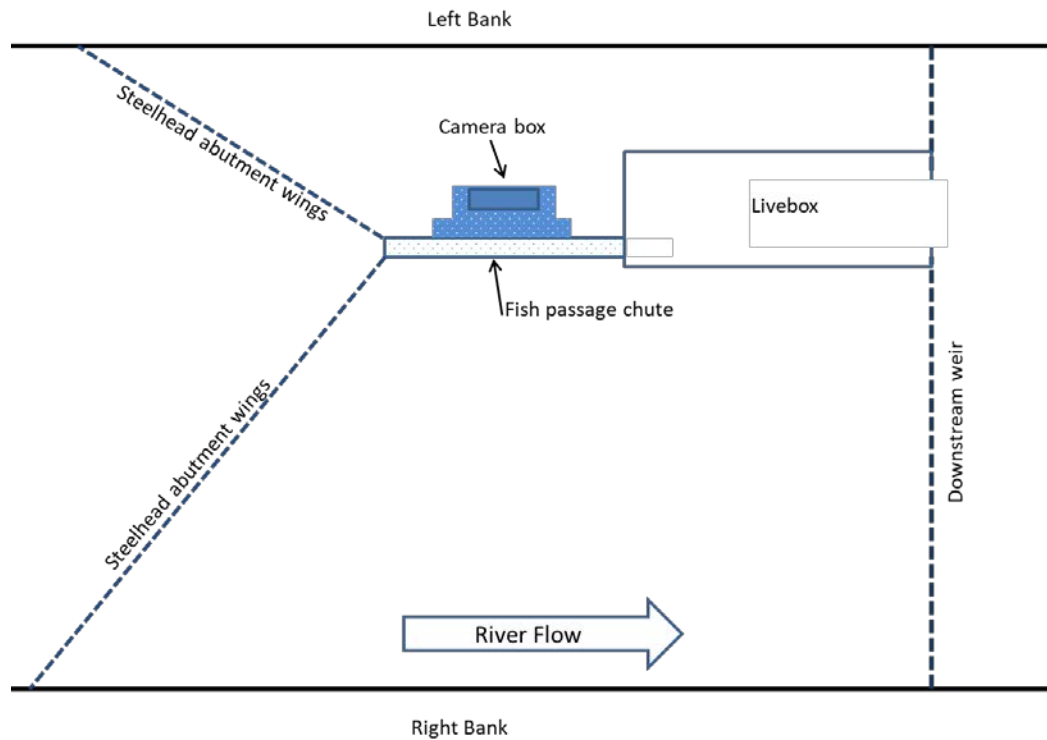 Left Bank
Steelhead abutment wings
Camera box
Livebox
Fish passage chute
Steelhead abutment wings
Downstream weir
River Flow
Right Bank